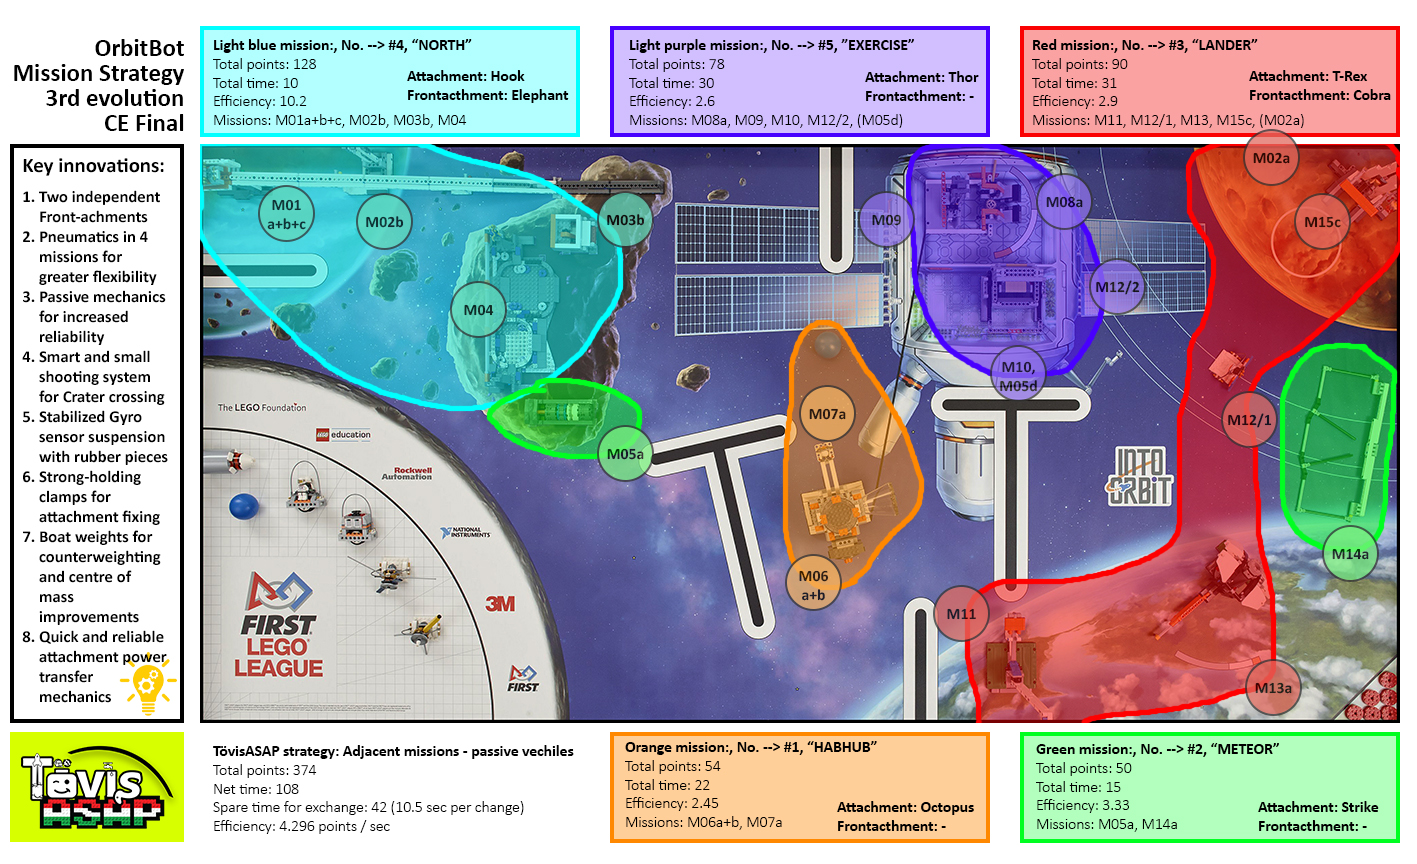 OrbitBot
Mission Strategy
3rd evolution
CE Final
Light blue mission:, No. --> #4, “NORTH”
Total points: 128
Total time: 10
Efficiency: 10.2
Missions: M01a+b+c, M02b, M03b, M04
Attachment: Hook
Frontacthment: Elephant
Light purple mission:, No. --> #5, ”EXERCISE”
Total points: 78
Total time: 30
Efficiency: 2.6
Missions: M08a, M09, M10, M12/2, (M05d)
Attachment: Thor
Frontacthment: -
Red mission:, No. --> #3, “LANDER”
Total points: 90
Total time: 31
Efficiency: 2.9
Missions: M11, M12/1, M13, M15c, (M02a)
Attachment: T-Rex
Frontacthment: Cobra
Key innovations:
1. Two independent
Front-achments
2. Pneumatics in 4
missions for
greater flexibility
3. Passive mechanics
for increased
reliability
4. Smart and small
shooting system
for Crater crossing
5. Stabilized Gyro
sensor suspension
with rubber pieces
6. Strong-holding
clamps for
attachment fixing
7. Boat weights for
counterweighting
and centre of
mass
improvements
8. Quick and reliable
attachment power
transfer
mechanics
M01
a+b+c
M02b
M03b
M04
M05a
M09
M08a
M12/2
M10,
M05d
M02a
M15c
M07a
M06
a+b
M12/1
M14a
M11
M13a
INTO
ORBIT
The LEGO Foundation
LEGO education
Rockwell
Automation
NATIONAL
INSTRUMENTS
3M
FIRST
LEGO
LEAGUE
FIRST
Tövis
ASAP
TövisASAP strategy: Adjacent missions - passive vechiles
Total points: 374
Net time: 108
Spare time for exchange: 42 (10.5 sec per change)
Efficiency: 4.296 points / sec
Orange mission:, No. --> #1, “HABHUB”
Total points: 54
Total time: 22
Efficiency: 2.45
Missions: M06a+b, M07a
Attachment: Octopus
Frontacthment: -
Green mission:, No. --> #2, “METEOR”
Total points: 50
Total time: 15
Efficiency: 3.33
Missions: M05a, M14a
Attachment: Strike
Frontacthment: -